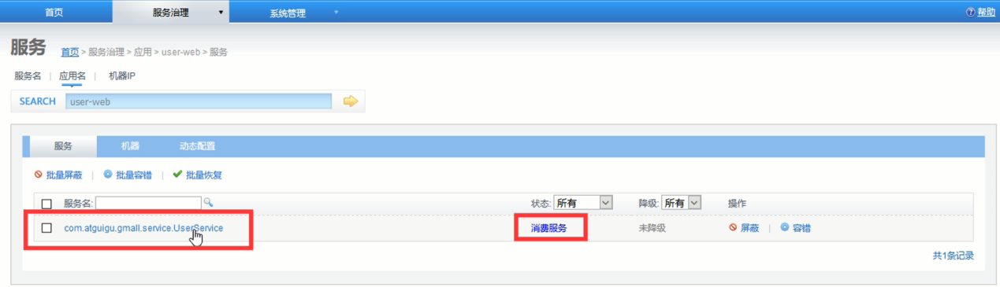 首页 服务治理 系统管理 帮助
服务 首页 > 服务治理 > 应用 > user-web > 服务
服务名 | 应用名 | 机器IP
SEARCH user-web
服务 机器 动态配置
批量屏蔽 | 批量容错 | 批量恢复
服务名: 状态: 所有 降级: 所有 操作
com.atguigu.gmall.service.UserService 消费服务 未降级 屏蔽 | 容错
共1条记录